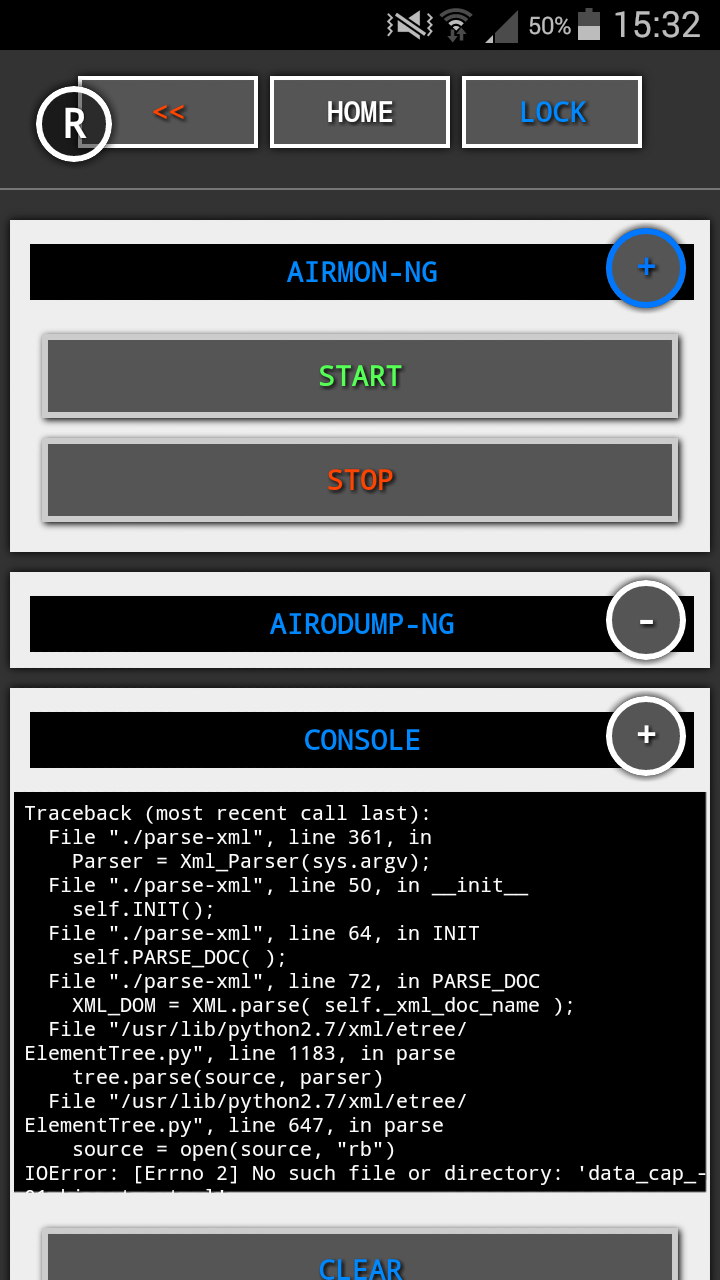 50% 15:32
R << HOME LOCK
AIRMON-NG +
START
STOP
AIRODUMP-NG -
CONSOLE +
Traceback (most recent call last):
File "./parse-xml", line 361, in
Parser = Xml_Parser(sys.argv);
File "./parse-xml", line 50, in __init__
self.INIT();
File "./parse-xml", line 64, in INIT
self.PARSE_DOC( );
File "./parse-xml", line 72, in PARSE_DOC
XML_DOM = XML.parse( self._xml_doc_name );
File "/usr/lib/python2.7/xml/etree/
ElementTree.py", line 1183, in parse
tree.parse(source, parser)
File "/usr/lib/python2.7/xml/etree/
ElementTree.py", line 647, in parse
source = open(source, "rb")
IOError: [Errno 2] No such file or directory: 'data_cap_-
CLEAR